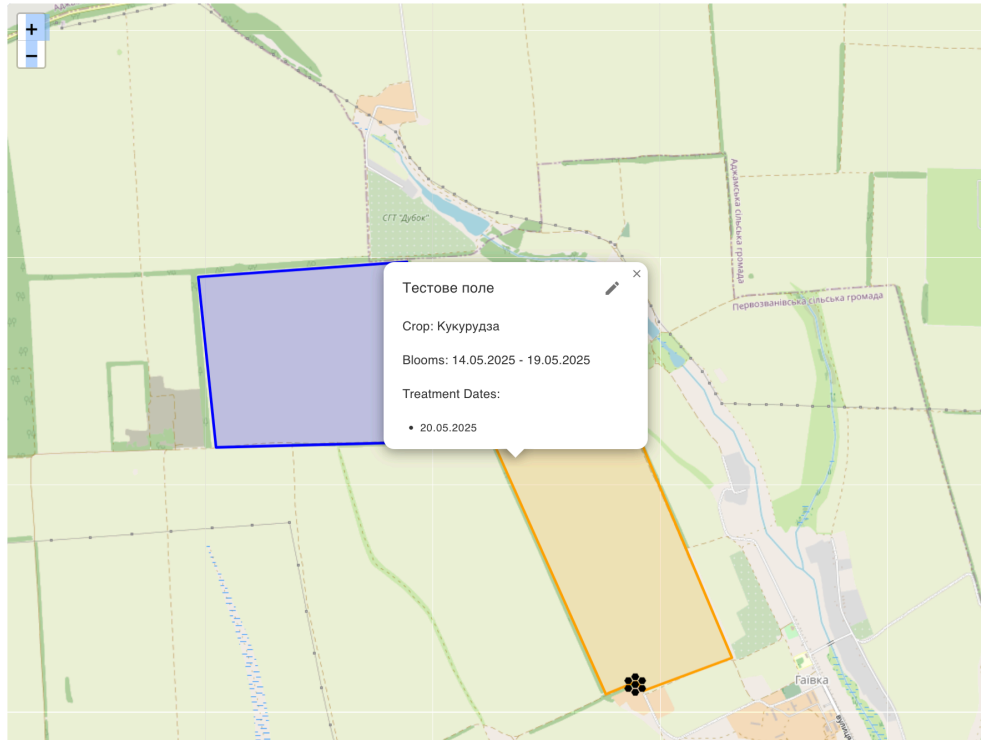 +
−
СГТ "Дубок"
Аджамська сільська громада
Первозванівська сільська громада
×
Тестове поле
Crop: Кукурудза
Blooms: 14.05.2025 - 19.05.2025
Treatment Dates:
• 20.05.2025
Гаївка